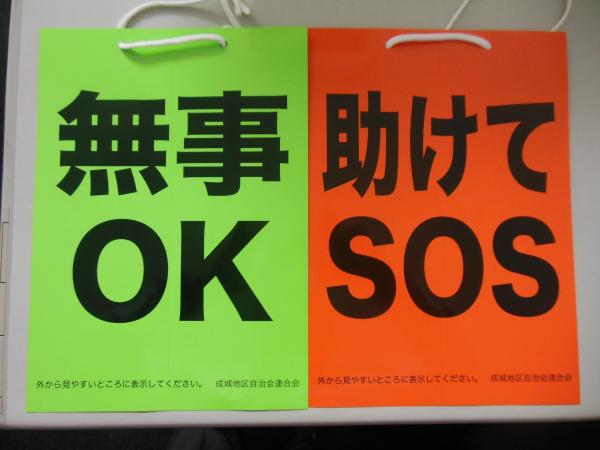 無事
OK
外から見やすいところに表示してください。 成城地区自治会連合会
助けて
SOS
外から見やすいところに表示してください。 成城地区自治会連合会